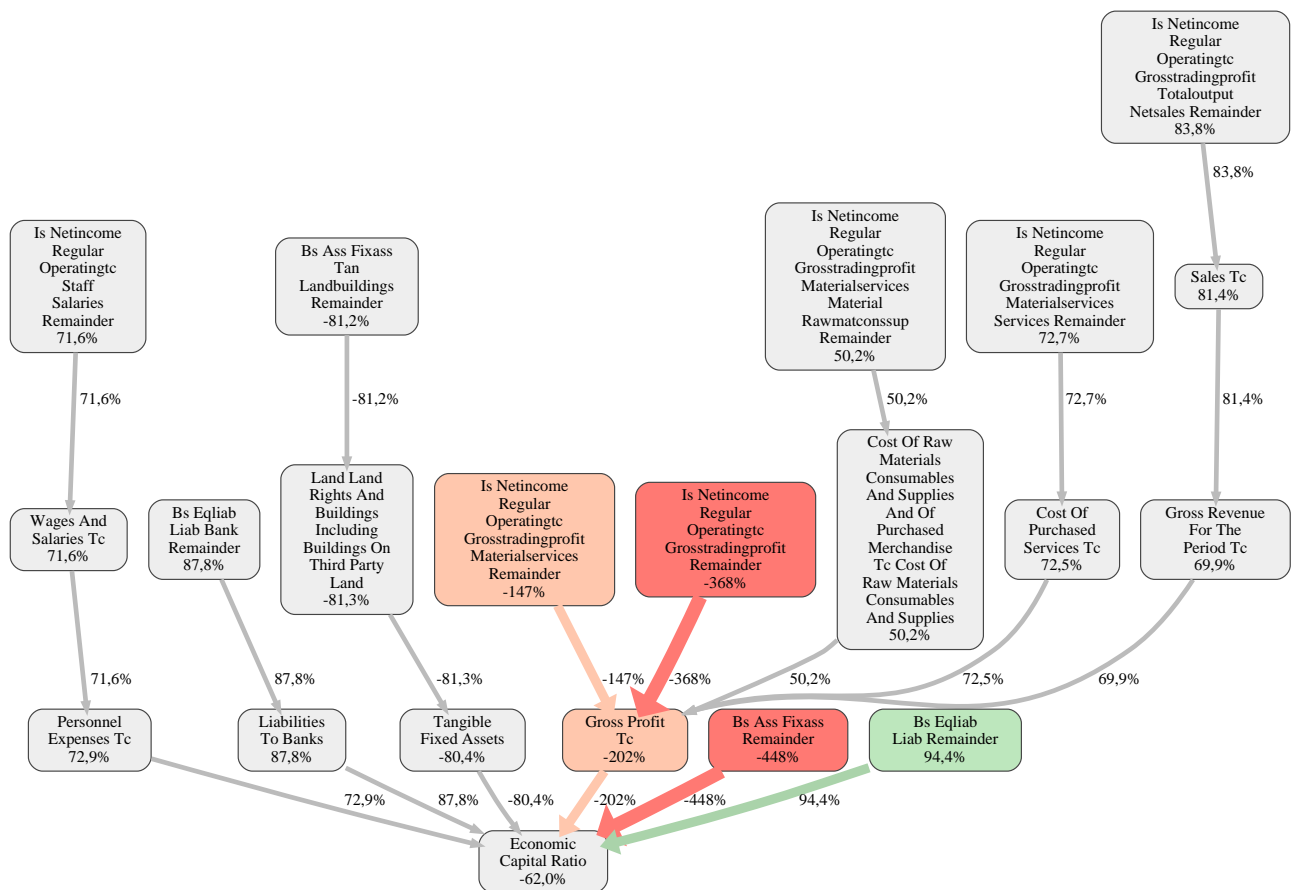 Is Netincome
Regular
Operatingtc
Grosstradingprofit
Totaloutput
Netsales Remainder
83,8%
83,8%
Is Netincome
Regular
Operatingtc
Staff
Salaries
Remainder
71,6%
Bs Ass Fixass
Tan
Landbuildings
Remainder
-81,2%
Is Netincome
Regular
Operatingtc
Grosstradingprofit
Materialservices
Material
Rawmatconssup
Remainder
50,2%
Is Netincome
Regular
Operatingtc
Grosstradingprofit
Materialservices
Services Remainder
72,7%
Sales Tc
81,4%
71,6%
-81,2%
50,2%
72,7%
81,4%
Wages And
Salaries Tc
71,6%
Bs Eqliab
Liab Bank
Remainder
87,8%
Land Land
Rights And
Buildings
Including
Buildings On
Third Party
Land
-81,3%
Is Netincome
Regular
Operatingtc
Grosstradingprofit
Materialservices
Remainder
-147%
Is Netincome
Regular
Operatingtc
Grosstradingprofit
Remainder
-368%
Cost Of Raw
Materials
Consumables
And Supplies
And Of
Purchased
Merchandise
Tc Cost Of
Raw Materials
Consumables
And Supplies
50,2%
Cost Of
Purchased
Services Tc
72,5%
Gross Revenue
For The
Period Tc
69,9%
71,6%
87,8%
-81,3%
-147%
-368%
50,2%
72,5%
69,9%
Personnel
Expenses Tc
72,9%
Liabilities
To Banks
87,8%
Tangible
Fixed Assets
-80,4%
Gross Profit
Tc
-202%
Bs Ass Fixass
Remainder
-448%
Bs Eqliab
Liab Remainder
94,4%
72,9%
87,8%
-80,4%
-202%
-448%
94,4%
Economic
Capital Ratio
-62,0%